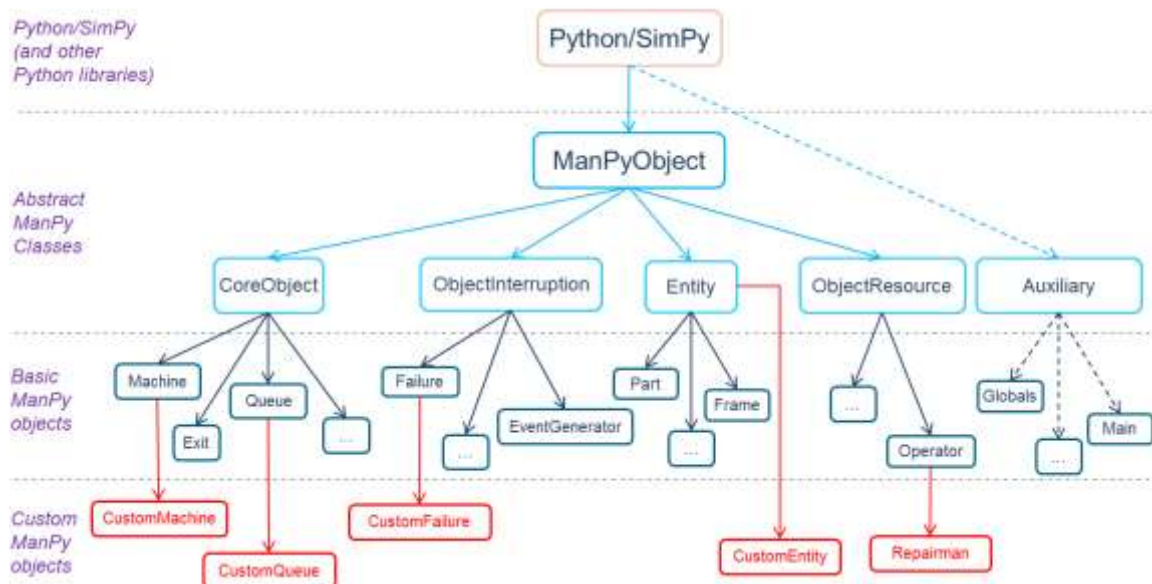 Python/SimPy
(and other
Python libraries)
Python/SimPy
Abstract
ManPy
Classes
ManPyObject
CoreObject
ObjectInterruption
Entity
ObjectResource
Auxiliary
Basic
ManPy
objects
Machine
Exit
Queue
...
Failure
...
EventGenerator
Part
...
Frame
...
Operator
Globals
...
Main
Custom
ManPy
objects
CustomMachine
CustomQueue
CustomFailure
CustomEntity
Repairman